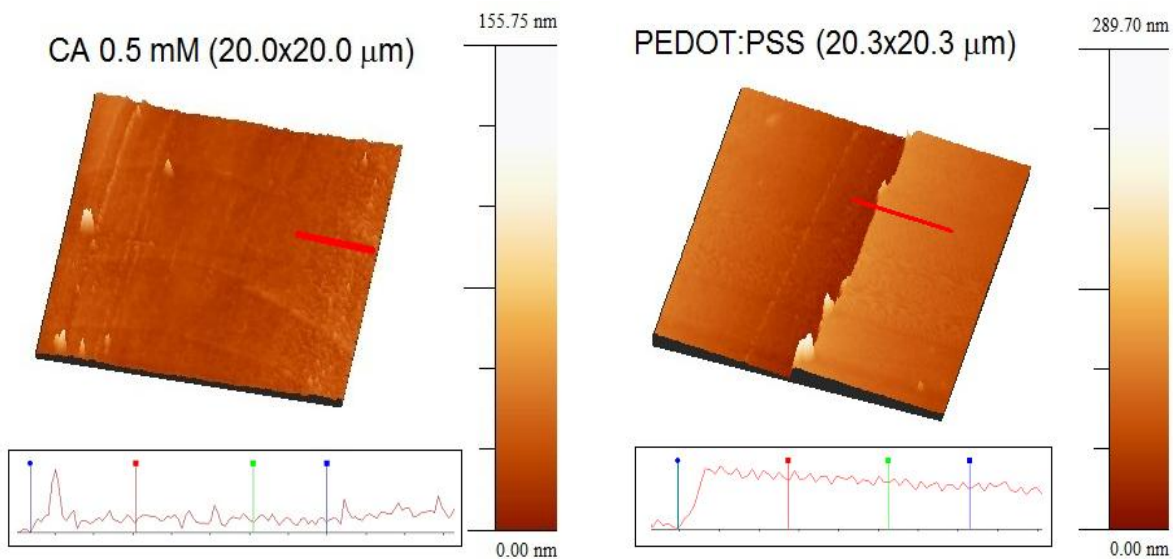 155.75 nm
CA 0.5 mM (20.0x20.0 μm)
0.00 nm
289.70 nm
PEDOT:PSS (20.3x20.3 μm)
0.00 nm